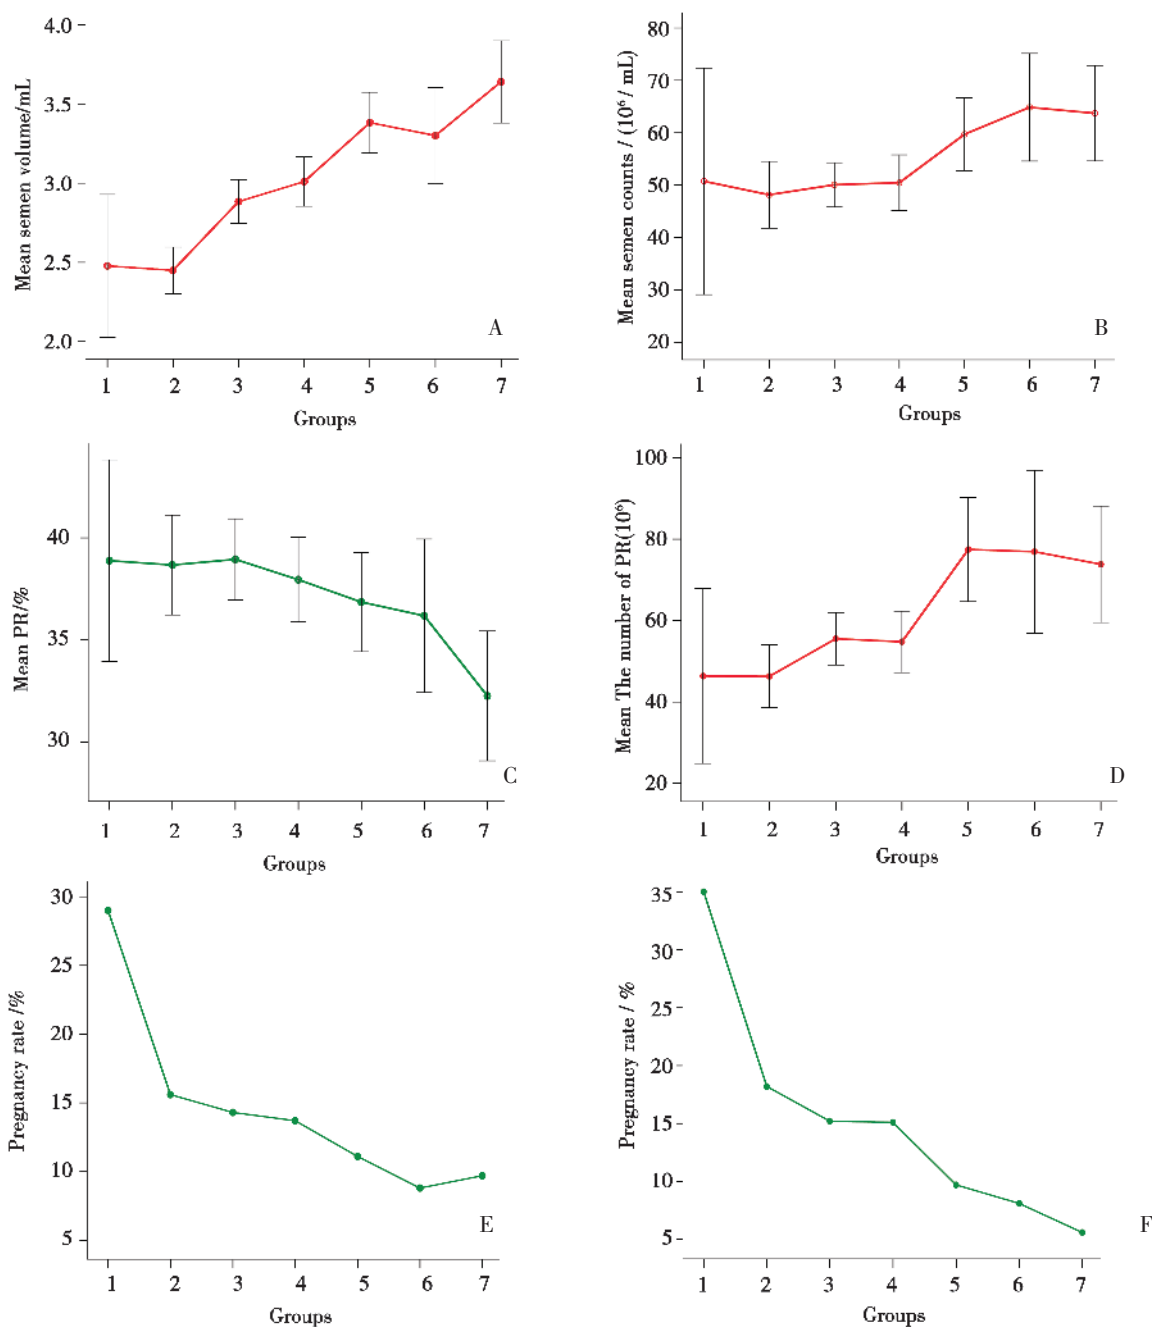 Mean semen volume/mL
4.0
3.5
3.0
2.5
2.0
A
1 2 3 4 5 6 7
Groups
Mean semen counts / (10⁶ / mL)
80
70
60
50
40
30
20
B
1 2 3 4 5 6 7
Groups
Mean PR/%
40
35
30
C
1 2 3 4 5 6 7
Groups
Mean The number of PR(10⁶)
100
80
60
40
20
D
1 2 3 4 5 6 7
Groups
Pregnancy rate /%
30
25
20
15
10
5
E
1 2 3 4 5 6 7
Groups
Pregnancy rate / %
35
30
25
20
15
10
5
F
1 2 3 4 5 6 7
Groups